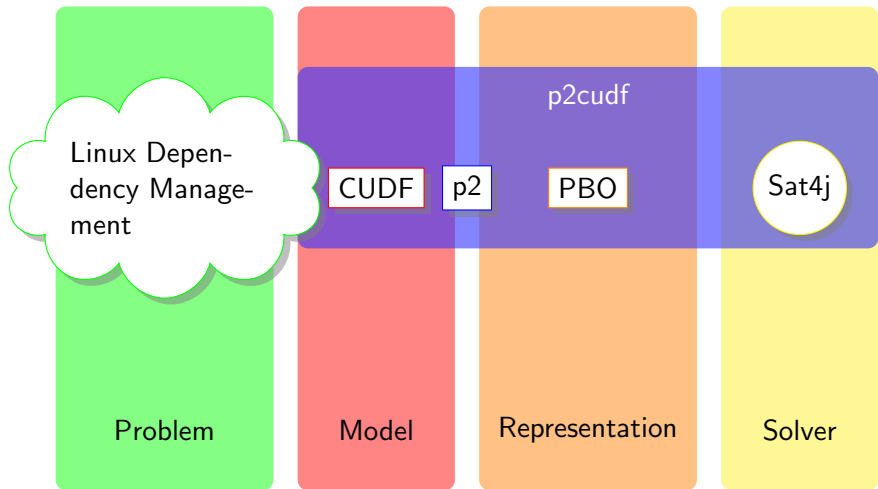 p2cudf
Linux Depen-
dency Manage-
ment
CUDF
p2
PBO
Sat4j
Problem
Model
Representation
Solver